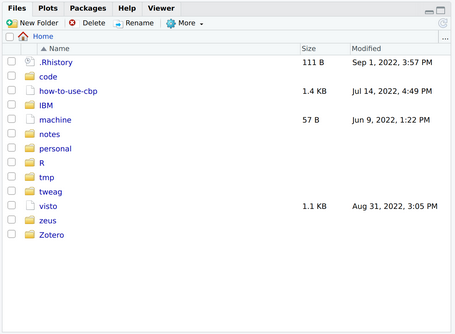 Files Plots Packages Help Viewer
New Folder Delete Rename More
Home ...
Name Size Modified
.Rhistory 111 B Sep 1, 2022, 3:57 PM
code
how-to-use-cbp 1.4 KB Jul 14, 2022, 4:49 PM
IBM
machine 57 B Jun 9, 2022, 1:22 PM
notes
personal
R
tmp
tweag
visto 1.1 KB Aug 31, 2022, 3:05 PM
zeus
Zotero